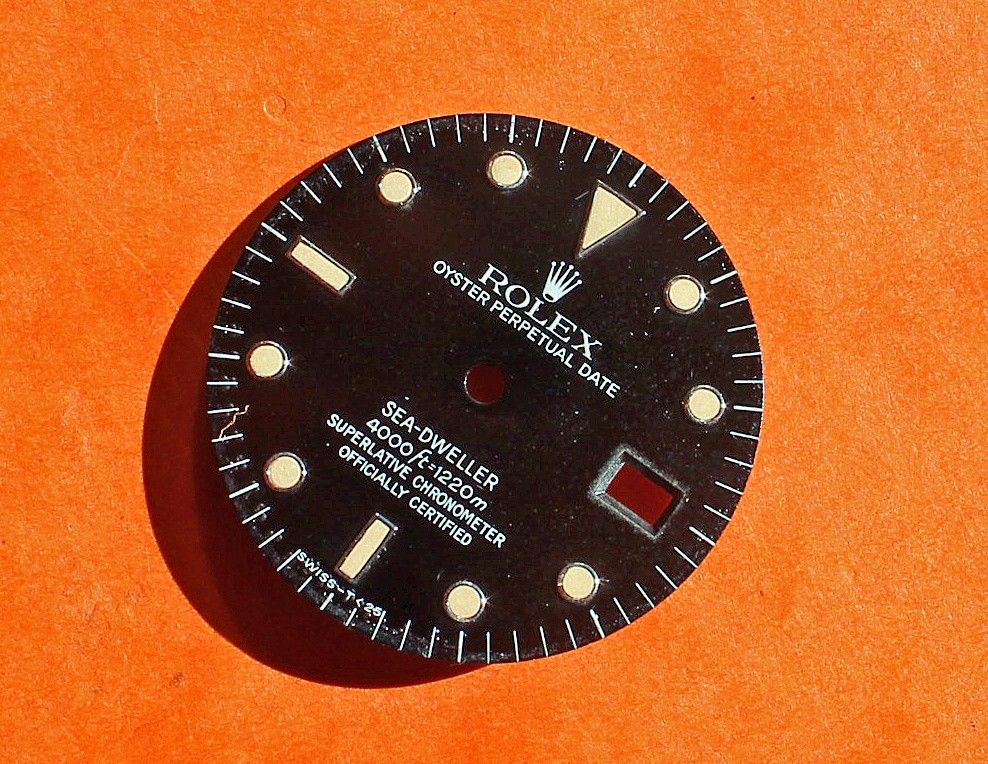 ROLEX
OYSTER PERPETUAL DATE
SEA-DWELLER
4000ft=1220m
SUPERLATIVE CHRONOMETER
OFFICIALLY CERTIFIED
SWISS-T<25